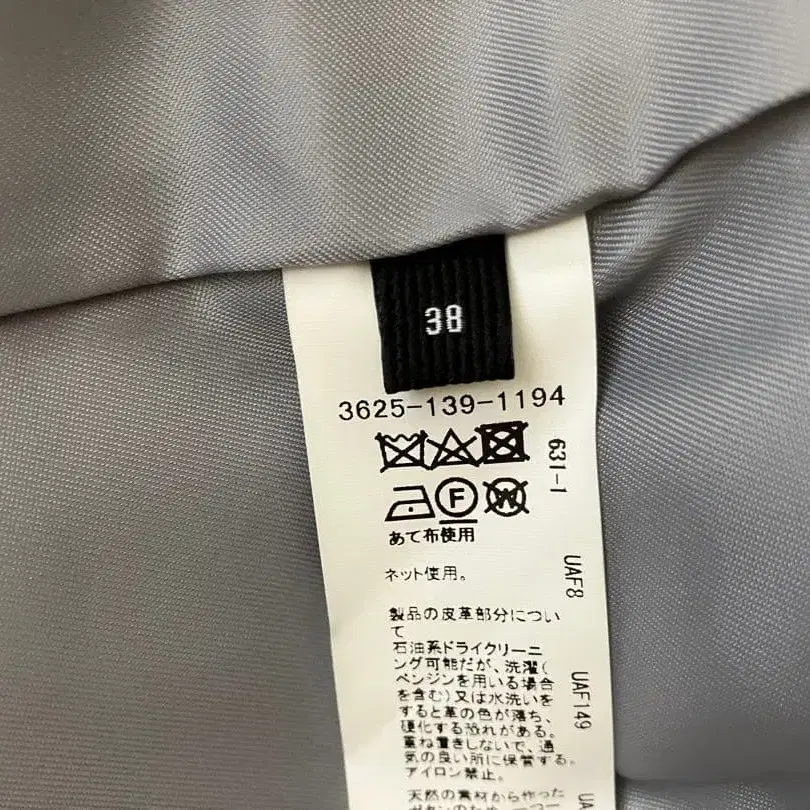 38
3625-139-1194
631-1
F
W
あて布使用
ネット使用。
UAF8
製品の皮革部分につい
て
石油系ドライクリーニ
ング可能だが、洗濯(
ベンジンを用いる場合
を含む)又は水洗いを
すると革の色が落ち、
硬化する恐れがある。
重ね置きしないで、通
気の良い所に保管する。
アイロン禁止。
UAF149
天然の素材から作った
UA